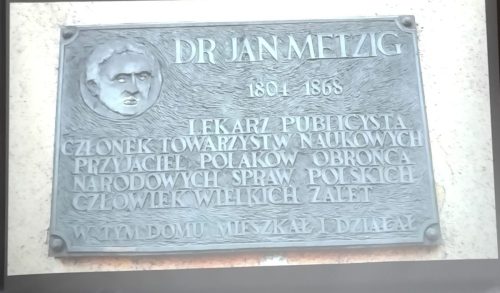 DR JAN METZIG
1804 1868
LEKARZ PUBLICYSTA
CZŁONEK TOWARZYSTW NAUKOWYCH
PRZYJACIEL POLAKÓW OBROŃCA
NARODOWYCH SPRAW POLSKICH
CZŁOWIEK WIELKICH ZALET
W TYM DOMU MIESZKAŁ I DZIAŁAŁ